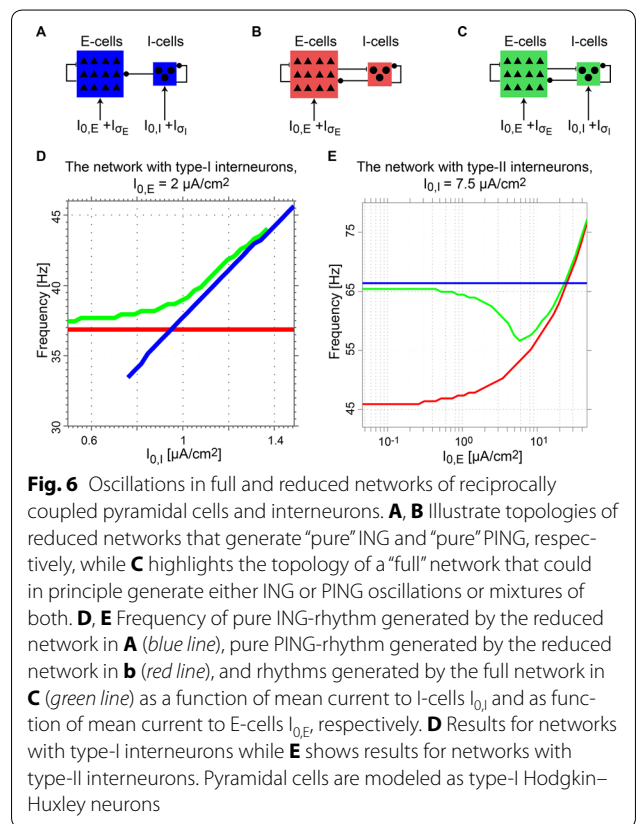 A
E-cells I-cells
I0,E +IσE
I0,I +IσI
B
E-cells I-cells
I0,E +IσE
C
E-cells I-cells
I0,E +IσE
I0,I +IσI
D
The network with type-I interneurons,
I0,E = 2 µA/cm2
Frequency [Hz]
45
40
35
30
0.6 1 1.4
I0,I [µA/cm2]
E
The network with type-II interneurons,
I0,I = 7.5 µA/cm2
Frequency [Hz]
75
65
55
45
10-1 100 101
I0,E [µA/cm2]
Fig. 6 Oscillations in full and reduced networks of reciprocally
coupled pyramidal cells and interneurons. A, B Illustrate topologies of
reduced networks that generate “pure” ING and “pure” PING, respec-
tively, while C highlights the topology of a “full” network that could
in principle generate either ING or PING oscillations or mixtures of
both. D, E Frequency of pure ING-rhythm generated by the reduced
network in A (blue line), pure PING-rhythm generated by the reduced
network in b (red line), and rhythms generated by the full network in
C (green line) as a function of mean current to I-cells I0,I and as func-
tion of mean current to E-cells I0,E, respectively. D Results for networks
with type-I interneurons while E shows results for networks with
type-II interneurons. Pyramidal cells are modeled as type-I Hodgkin–
Huxley neurons